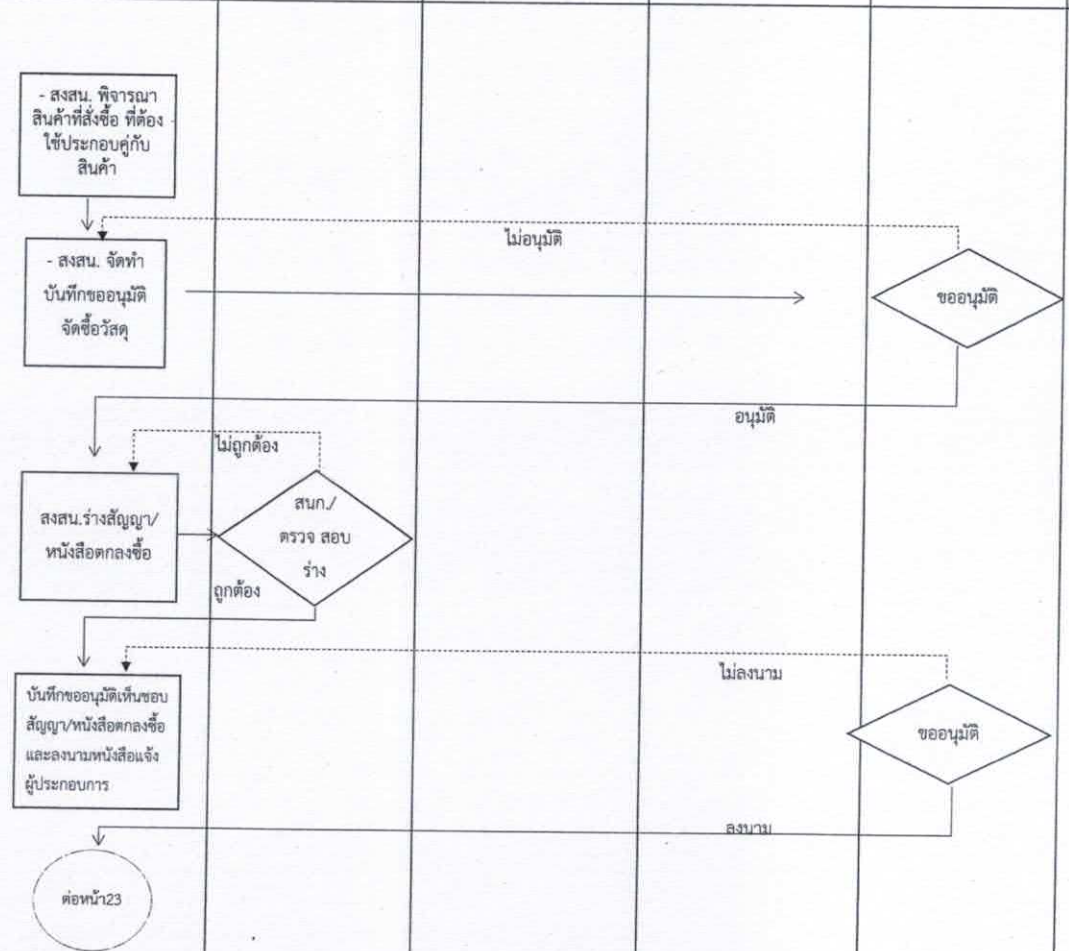 - สงสน. พิจารณา
สินค้าที่สั่งซื้อ ที่ต้อง
ใช้ประกอบคู่กับ
สินค้า
ไม่อนุมัติ
- สงสน. จัดทำ
บันทึกขออนุมัติ
จัดซื้อวัสดุ
ขออนุมัติ
อนุมัติ
ไม่ถูกต้อง
สงสน.ร่างสัญญา/
หนังสือตกลงซื้อ
สนก./
ตรวจ สอบ
ร่าง
ถูกต้อง
ไม่ลงนาม
บันทึกขออนุมัติเห็นชอบ
สัญญา/หนังสือตกลงซื้อ
และลงนามหนังสือแจ้ง
ผู้ประกอบการ
ขออนุมัติ
ลงนาม
ต่อหน้า23